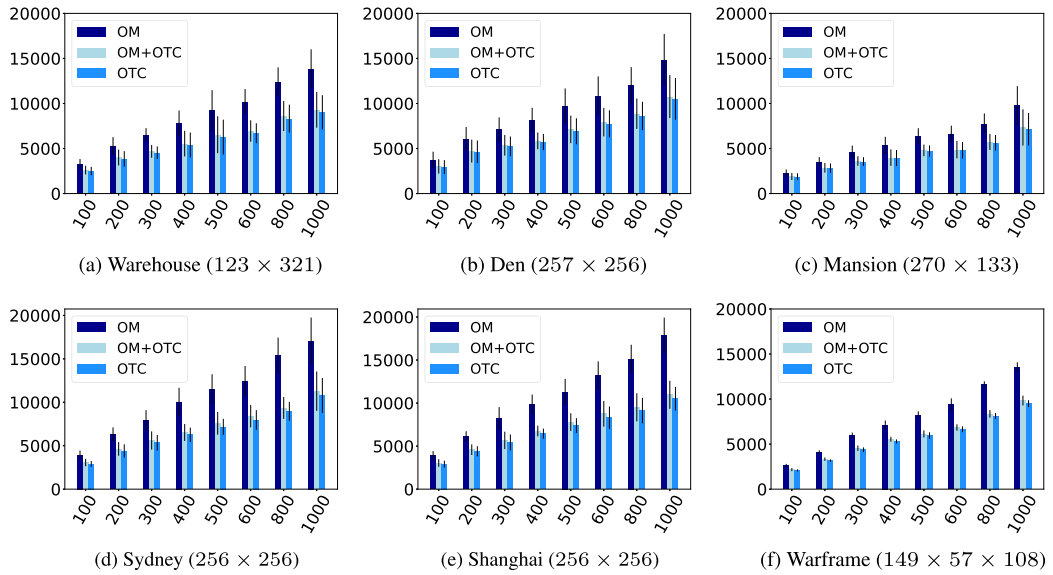 20000
15000
10000
5000
0
OM
OM+OTC
OTC
100 200 300 400 500 600 800 1000
(a) Warehouse (123 × 321)
20000
15000
10000
5000
0
OM
OM+OTC
OTC
100 200 300 400 500 600 800 1000
(b) Den (257 × 256)
20000
15000
10000
5000
0
OM
OM+OTC
OTC
100 200 300 400 500 600 800 1000
(c) Mansion (270 × 133)
20000
15000
10000
5000
0
OM
OM+OTC
OTC
100 200 300 400 500 600 800 1000
(d) Sydney (256 × 256)
20000
15000
10000
5000
0
OM
OM+OTC
OTC
100 200 300 400 500 600 800 1000
(e) Shanghai (256 × 256)
20000
15000
10000
5000
0
OM
OM+OTC
OTC
100 200 300 400 500 600 800 1000
(f) Warframe (149 × 57 × 108)